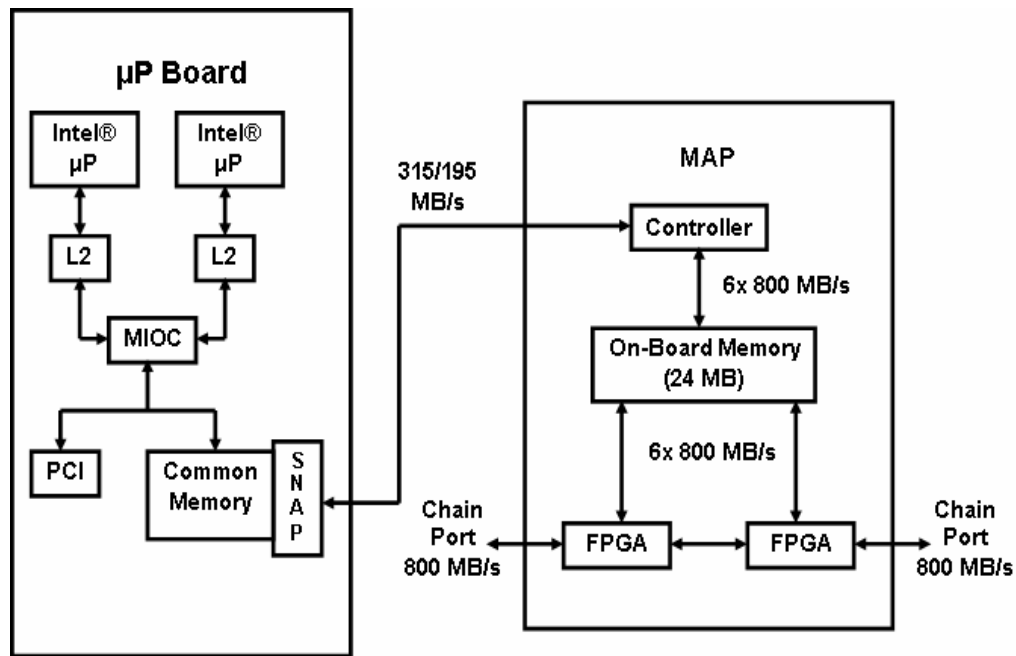 µP Board
Intel®
µP
Intel®
µP
L2
L2
MIOC
PCI
Common
Memory
S
N
A
P
315/195
MB/s
MAP
Controller
6x 800 MB/s
On-Board Memory
(24 MB)
6x 800 MB/s
Chain
Port
800 MB/s
FPGA
FPGA
Chain
Port
800 MB/s